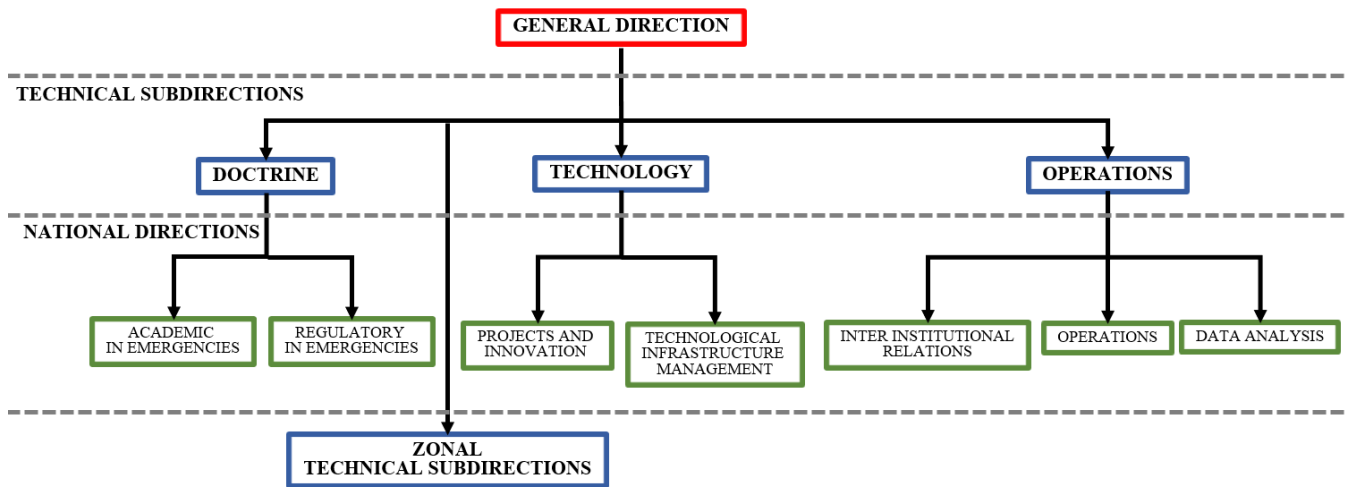 GENERAL DIRECTION
TECHNICAL SUBDIRECTIONS
DOCTRINE
TECHNOLOGY
OPERATIONS
NATIONAL DIRECTIONS
ACADEMIC
IN EMERGENCIES
REGULATORY
IN EMERGENCIES
PROJECTS AND
INNOVATION
TECHNOLOGICAL
INFRASTRUCTURE
MANAGEMENT
INTER INSTITUTIONAL
RELATIONS
OPERATIONS
DATA ANALYSIS
ZONAL
TECHNICAL SUBDIRECTIONS